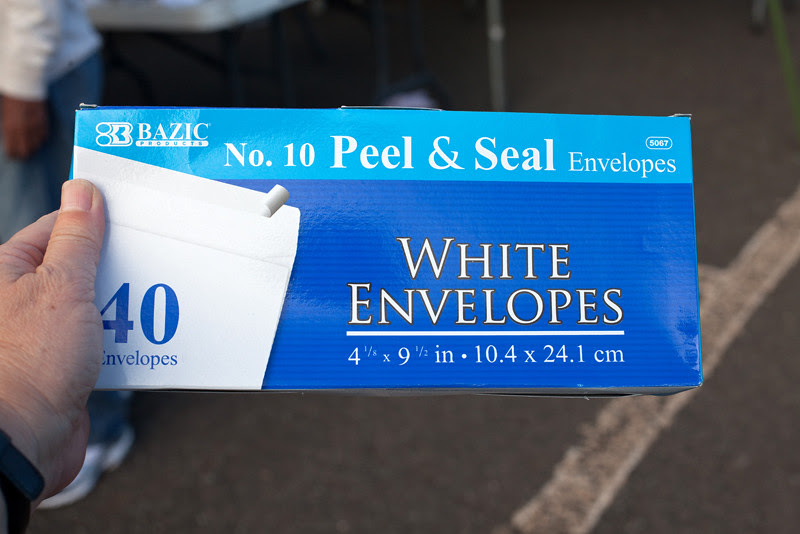 BAZIC
PRODUCTS
No. 10 Peel & Seal Envelopes
5067
WHITE
ENVELOPES
4 1/8 x 9 1/2 in • 10.4 x 24.1 cm
40
Envelopes